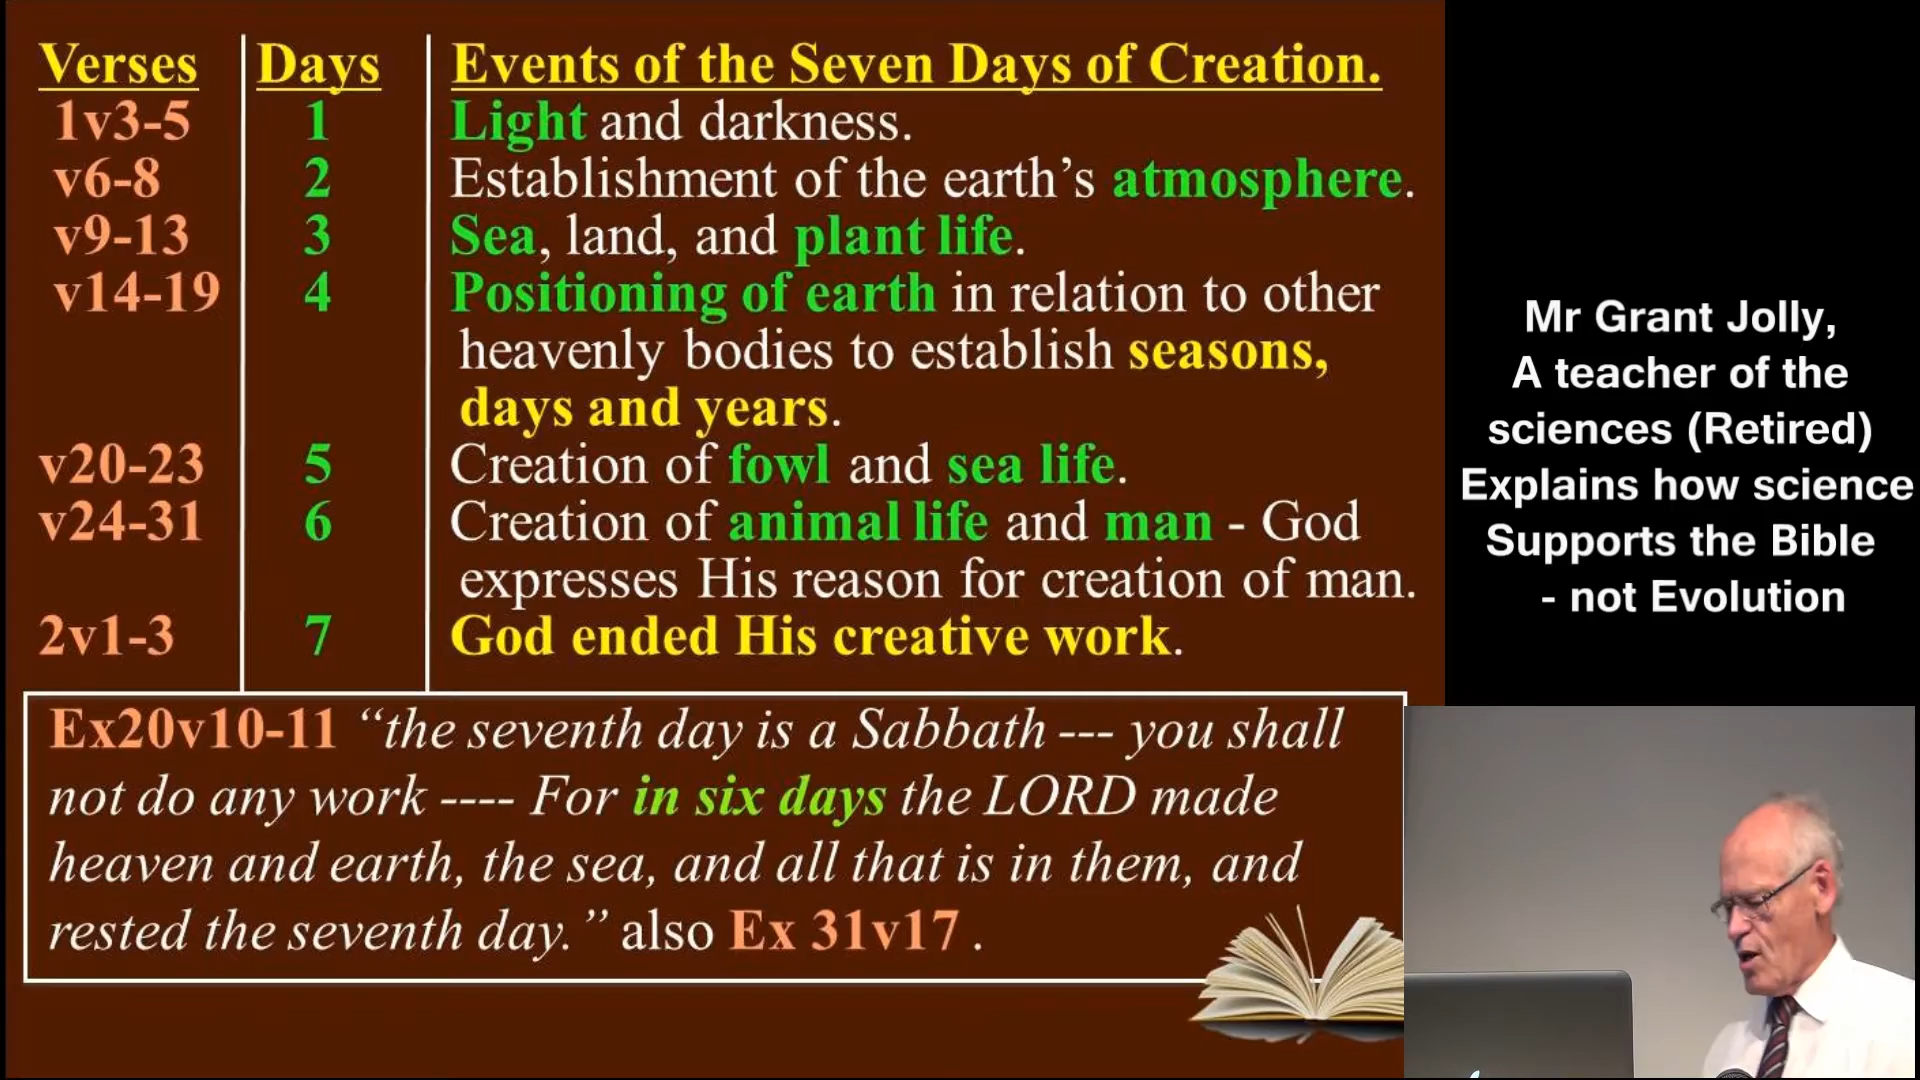 Verses Days Events of the Seven Days of Creation.
1v3-5 1 Light and darkness.
v6-8 2 Establishment of the earth’s atmosphere.
v9-13 3 Sea, land, and plant life.
v14-19 4 Positioning of earth in relation to other
heavenly bodies to establish seasons,
days and years.
v20-23 5 Creation of fowl and sea life.
v24-31 6 Creation of animal life and man - God
expresses His reason for creation of man.
2v1-3 7 God ended His creative work.
Ex20v10-11 “the seventh day is a Sabbath --- you shall
not do any work ---- For in six days the LORD made
heaven and earth, the sea, and all that is in them, and
rested the seventh day.” also Ex 31v17 .
Mr Grant Jolly,
A teacher of the
sciences (Retired)
Explains how science
Supports the Bible
- not Evolution